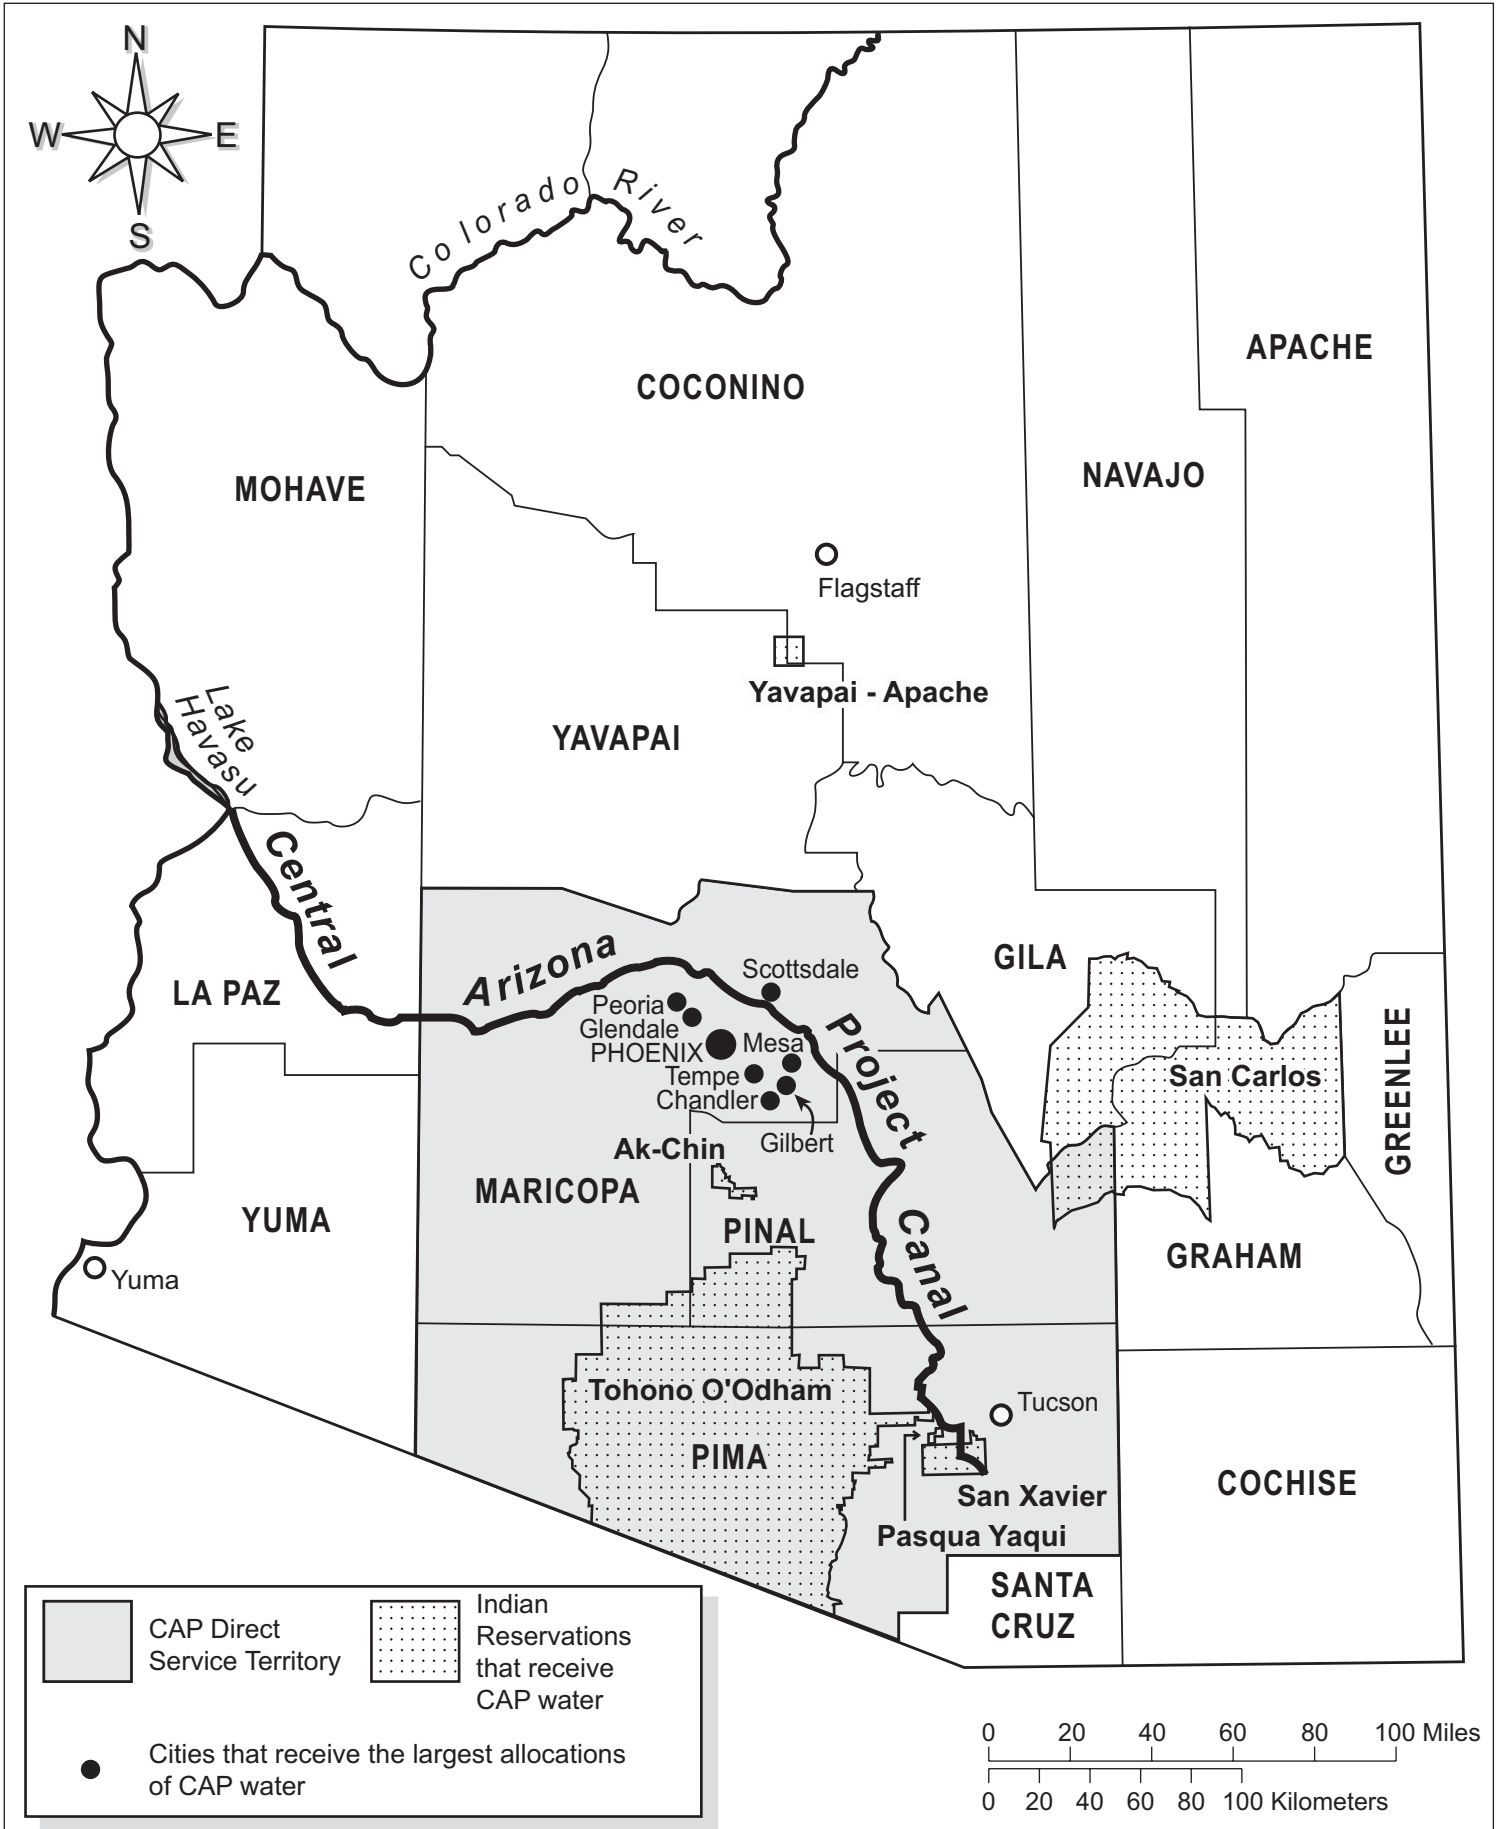 N
W E
S
Colorado River
APACHE
COCONINO
NAVAJO
MOHAVE
Flagstaff
Yavapai - Apache
Lake
Havasu
YAVAPAI
Central
Arizona
Project
Canal
GILA
Scottsdale
LA PAZ
Peoria
Glendale
PHOENIX
Mesa
Tempe
Chandler
Gilbert
San Carlos
GREENLEE
Ak-Chin
MARICOPA
YUMA
PINAL
GRAHAM
Yuma
Tohono O'Odham
Tucson
PIMA
COCHISE
San Xavier
Pasqua Yaqui
SANTA
CRUZ
CAP Direct
Service Territory
Indian
Reservations
that receive
CAP water
Cities that receive the largest allocations
of CAP water
0 20 40 60 80 100 Miles
0 20 40 60 80 100 Kilometers